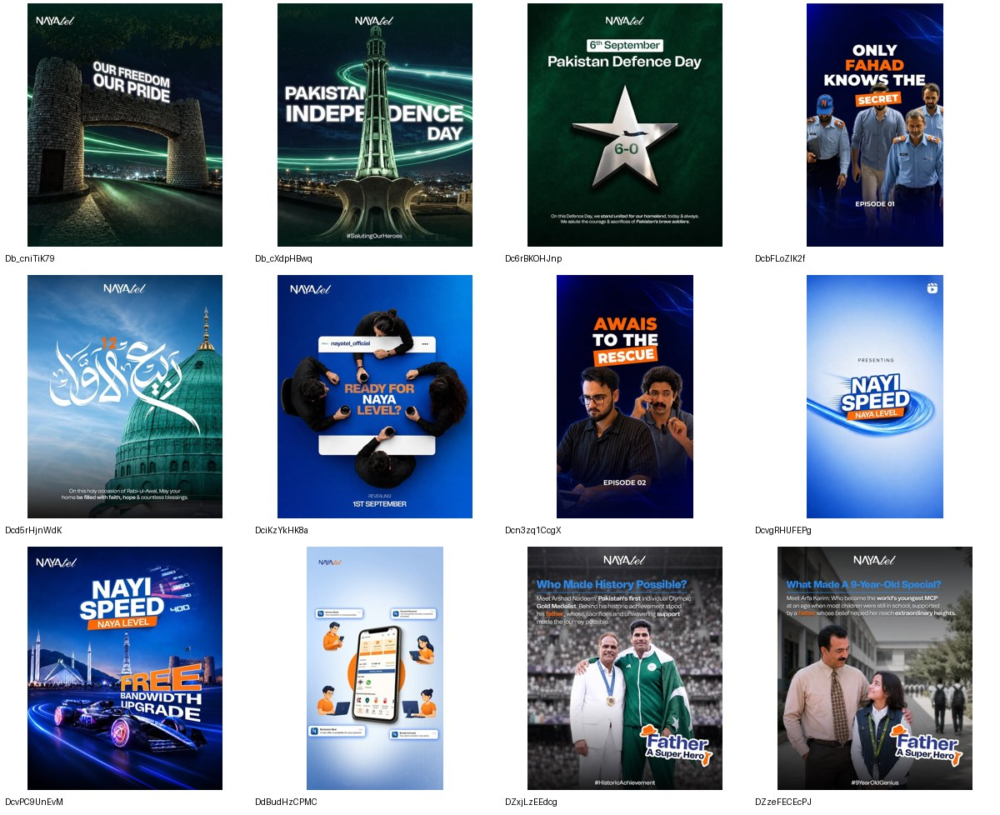 NAYAtel
OUR FREEDOM
OUR PRIDE
Db_cniTiK79
NAYAtel
PAKISTAN
INDEPENDENCE
DAY
#SalutingOurHeroes
Db_cXdpHBwq
NAYAtel
6th September
Pakistan Defence Day
6-0
On this Defence Day, we stand united for our homeland, today & always.
We salute the courage & sacrifices of Pakistan's brave soldiers.
Dc6rBKOHJnp
ONLY
FAHAD
KNOWS THE
SECRET
N
EPISODE 01
DcbFLoZIK2f
NAYAtel
12
ربیع الاوّل
On this holy occasion of Rabi-ul-Awal, May your
home be filled with faith, hope & countless blessings.
Dcd5rHjnWdK
NAYAtel
nayatel_official
READY FOR
NAYA
LEVEL?
REVEALING
1ST SEPTEMBER
DciKzYkHK8a
AWAIS
TO THE
RESCUE
EPISODE 02
Dcn3zq1CcgX
PRESENTING
NAYI
SPEED
NAYA LEVEL
DcvgRHUFEPg
NAYAtel
NAYI
SPEED
NAYA LEVEL
320
360
400
FREE
BANDWIDTH
UPGRADE
DcvPC9UnEvM
NAYAtel
DdBudHzCPMC
NAYAtel
Who Made History Possible?
Meet Arshad Nadeem: Pakistan's first individual Olympic
Gold Medalist. Behind his historic achievement stood
his father, whose sacrifices and unwavering support
made the journey possible.
Father
A Super Hero
#HistoricAchievement
DZxjLzEEdcg
NAYAtel
What Made A 9-Year-Old Special?
Meet Arfa Karim: Who became the world's youngest MCP
at an age when most children were still in school, supported
by a father whose belief helped her reach extraordinary heights.
Father
A Super Hero
#9YearOldGenius
DZzeFECEcPJ